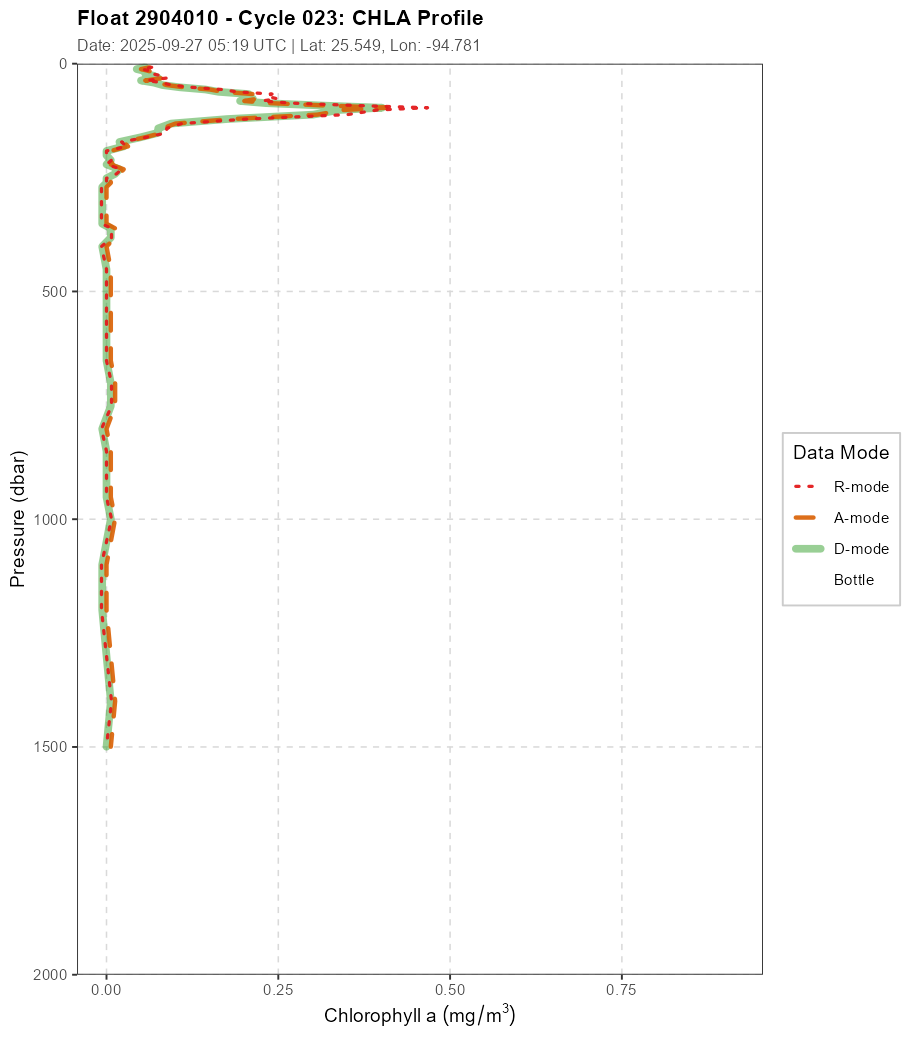 Float 2904010 - Cycle 023: CHLA Profile
Date: 2025-09-27 05:19 UTC | Lat: 25.549, Lon: -94.781
0
500
1000
1500
2000
Pressure (dbar)
0.00 0.25 0.50 0.75
Chlorophyll a (mg/m³)
Data Mode
R-mode
A-mode
D-mode
Bottle